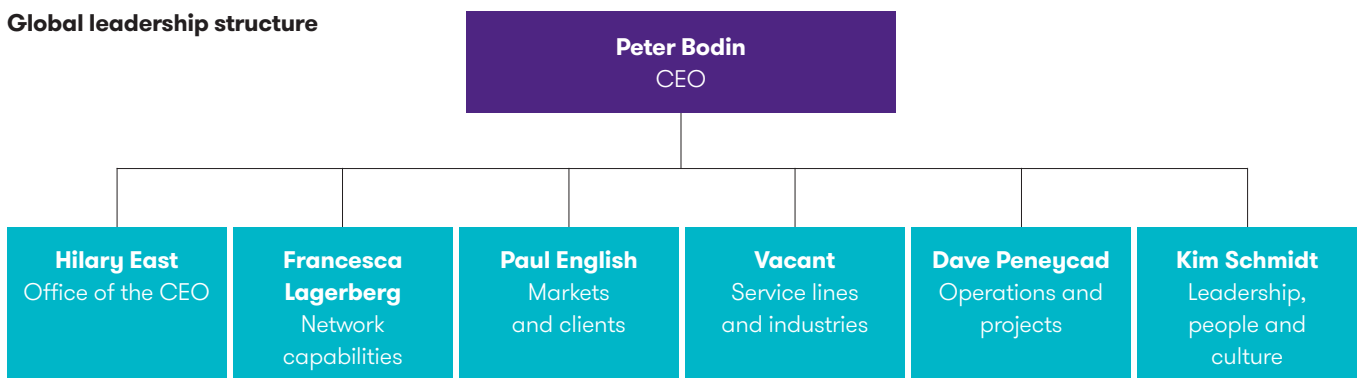 Global leadership structure
Peter Bodin
CEO
Hilary East
Office of the CEO
Francesca
Lagerberg
Network
capabilities
Paul English
Markets
and clients
Vacant
Service lines
and industries
Dave Peneycad
Operations and
projects
Kim Schmidt
Leadership,
people and
culture